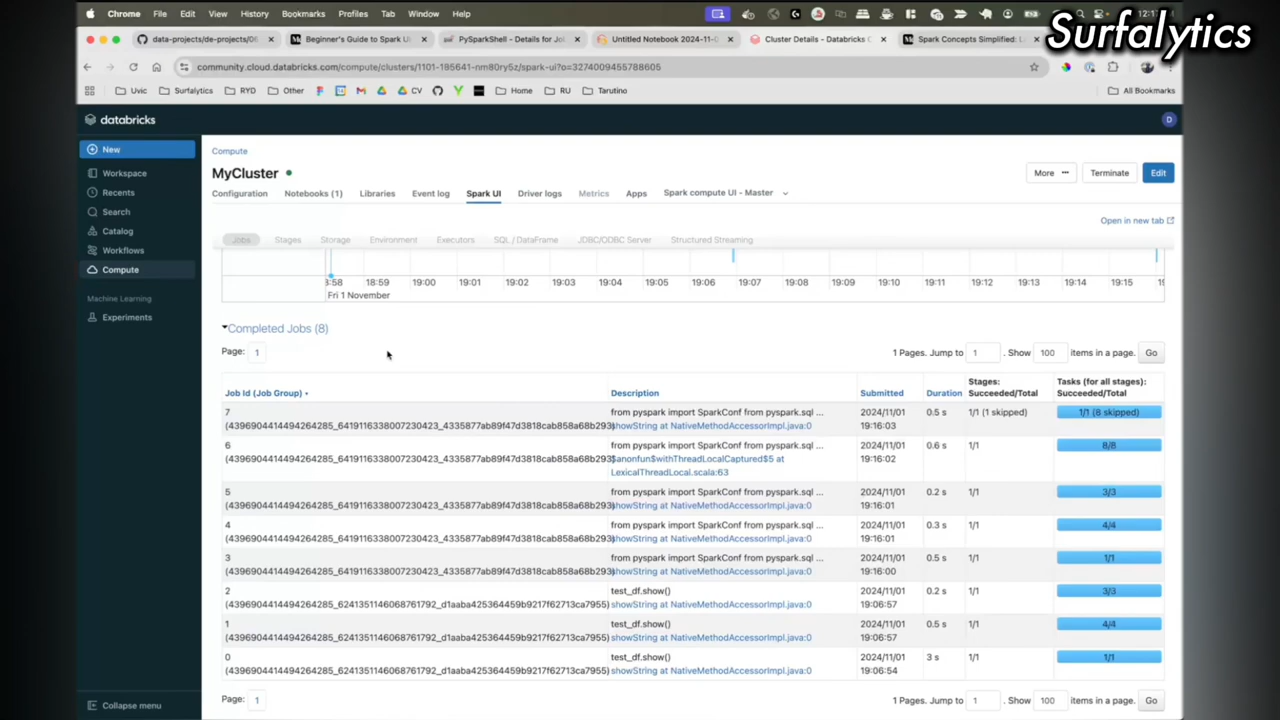 Chrome File Edit View History Bookmarks Profiles Tab Window Help
Surfalytics
data-projects/de-projects/0
Beginner's Guide to Spark UI
PySparkShell - Details for Jo
Untitled Notebook 2024-11-0
Cluster Details - Databricks C
Spark Concepts Simplified: L
community.cloud.databricks.com/compute/clusters/1101-185641-nm80ry5z/spark-ui?o=3274009455788605
Uvic Surfalytics RYD Other CV Home RU Tarutino All Bookmarks
databricks
D
New
Workspace
Recents
Search
Catalog
Workflows
Compute
Machine Learning
Experiments
Collapse menu
Compute
MyCluster
More ··· Terminate Edit
Configuration Notebooks (1) Libraries Event log Spark UI Driver logs Metrics Apps Spark compute UI - Master
Open in new tab
Jobs Stages Storage Environment Executors SQL / DataFrame JDBC/ODBC Server Structured Streaming
:58 18:59 19:00 19:01 19:02 19:03 19:04 19:05 19:06 19:07 19:08 19:09 19:10 19:11 19:12 19:13 19:14 19:15
Fri 1 November
Completed Jobs (8)
Page: 1 1 Pages. Jump to 1 . Show 100 items in a page. Go
Job Id (Job Group) Description Submitted Duration Stages: Succeeded/Total Tasks (for all stages): Succeeded/Total
7 from pyspark import SparkConf from pyspark.sql ... 2024/11/01 0.5 s 1/1 (1 skipped) 1/1 (8 skipped)
(4396904414494264285_6419116338007230423_4335877ab89f47d3818cab858a68b293) showString at NativeMethodAccessorImpl.java:0 19:16:03
6 from pyspark import SparkConf from pyspark.sql ... 2024/11/01 0.6 s 1/1 8/8
(4396904414494264285_6419116338007230423_4335877ab89f47d3818cab858a68b293) $anonfun$withThreadLocalCaptured$5 at 19:16:02
LexicalThreadLocal.scala:63
5 from pyspark import SparkConf from pyspark.sql ... 2024/11/01 0.2 s 1/1 3/3
(4396904414494264285_6419116338007230423_4335877ab89f47d3818cab858a68b293) showString at NativeMethodAccessorImpl.java:0 19:16:01
4 from pyspark import SparkConf from pyspark.sql ... 2024/11/01 0.3 s 1/1 4/4
(4396904414494264285_6419116338007230423_4335877ab89f47d3818cab858a68b293) showString at NativeMethodAccessorImpl.java:0 19:16:01
3 from pyspark import SparkConf from pyspark.sql ... 2024/11/01 0.5 s 1/1 1/1
(4396904414494264285_6419116338007230423_4335877ab89f47d3818cab858a68b293) showString at NativeMethodAccessorImpl.java:0 19:16:00
2 test_df.show() 2024/11/01 0.2 s 1/1 3/3
(4396904414494264285_6241351146068761792_d1aaba425364459b9217f62713ca7955) showString at NativeMethodAccessorImpl.java:0 19:06:57
1 test_df.show() 2024/11/01 0.5 s 1/1 4/4
(4396904414494264285_6241351146068761792_d1aaba425364459b9217f62713ca7955) showString at NativeMethodAccessorImpl.java:0 19:06:57
0 test_df.show() 2024/11/01 3 s 1/1 1/1
(4396904414494264285_6241351146068761792_d1aaba425364459b9217f62713ca7955) showString at NativeMethodAccessorImpl.java:0 19:06:54
Page: 1 1 Pages. Jump to 1 . Show 100 items in a page. Go